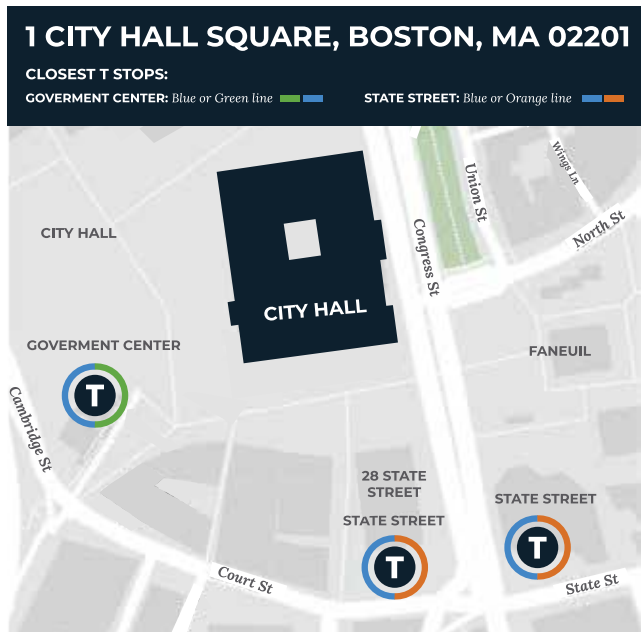 1 CITY HALL SQUARE, BOSTON, MA 02201
CLOSEST T STOPS:
GOVERMENT CENTER: Blue or Green line
STATE STREET: Blue or Orange line
Wings Ln
Union St
North St
CITY HALL
Congress St
CITY HALL
GOVERMENT CENTER
FANEUIL
T
Cambridge St
28 STATE
STREET
STATE STREET
STATE STREET
T
T
Court St
State St